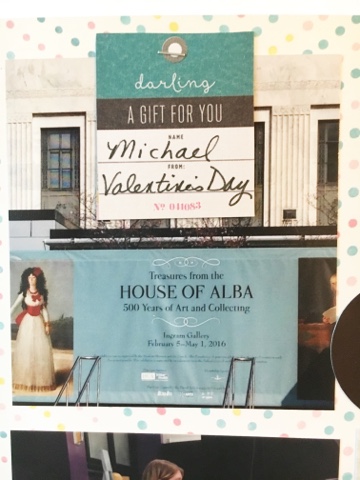 darling
A GIFT FOR YOU
NAME
Michael
FROM:
Valentine's Day
Nº 041083
Treasures from the
HOUSE OF ALBA
500 Years of Art and Collecting
Ingram Gallery
February 5–May 1, 2016